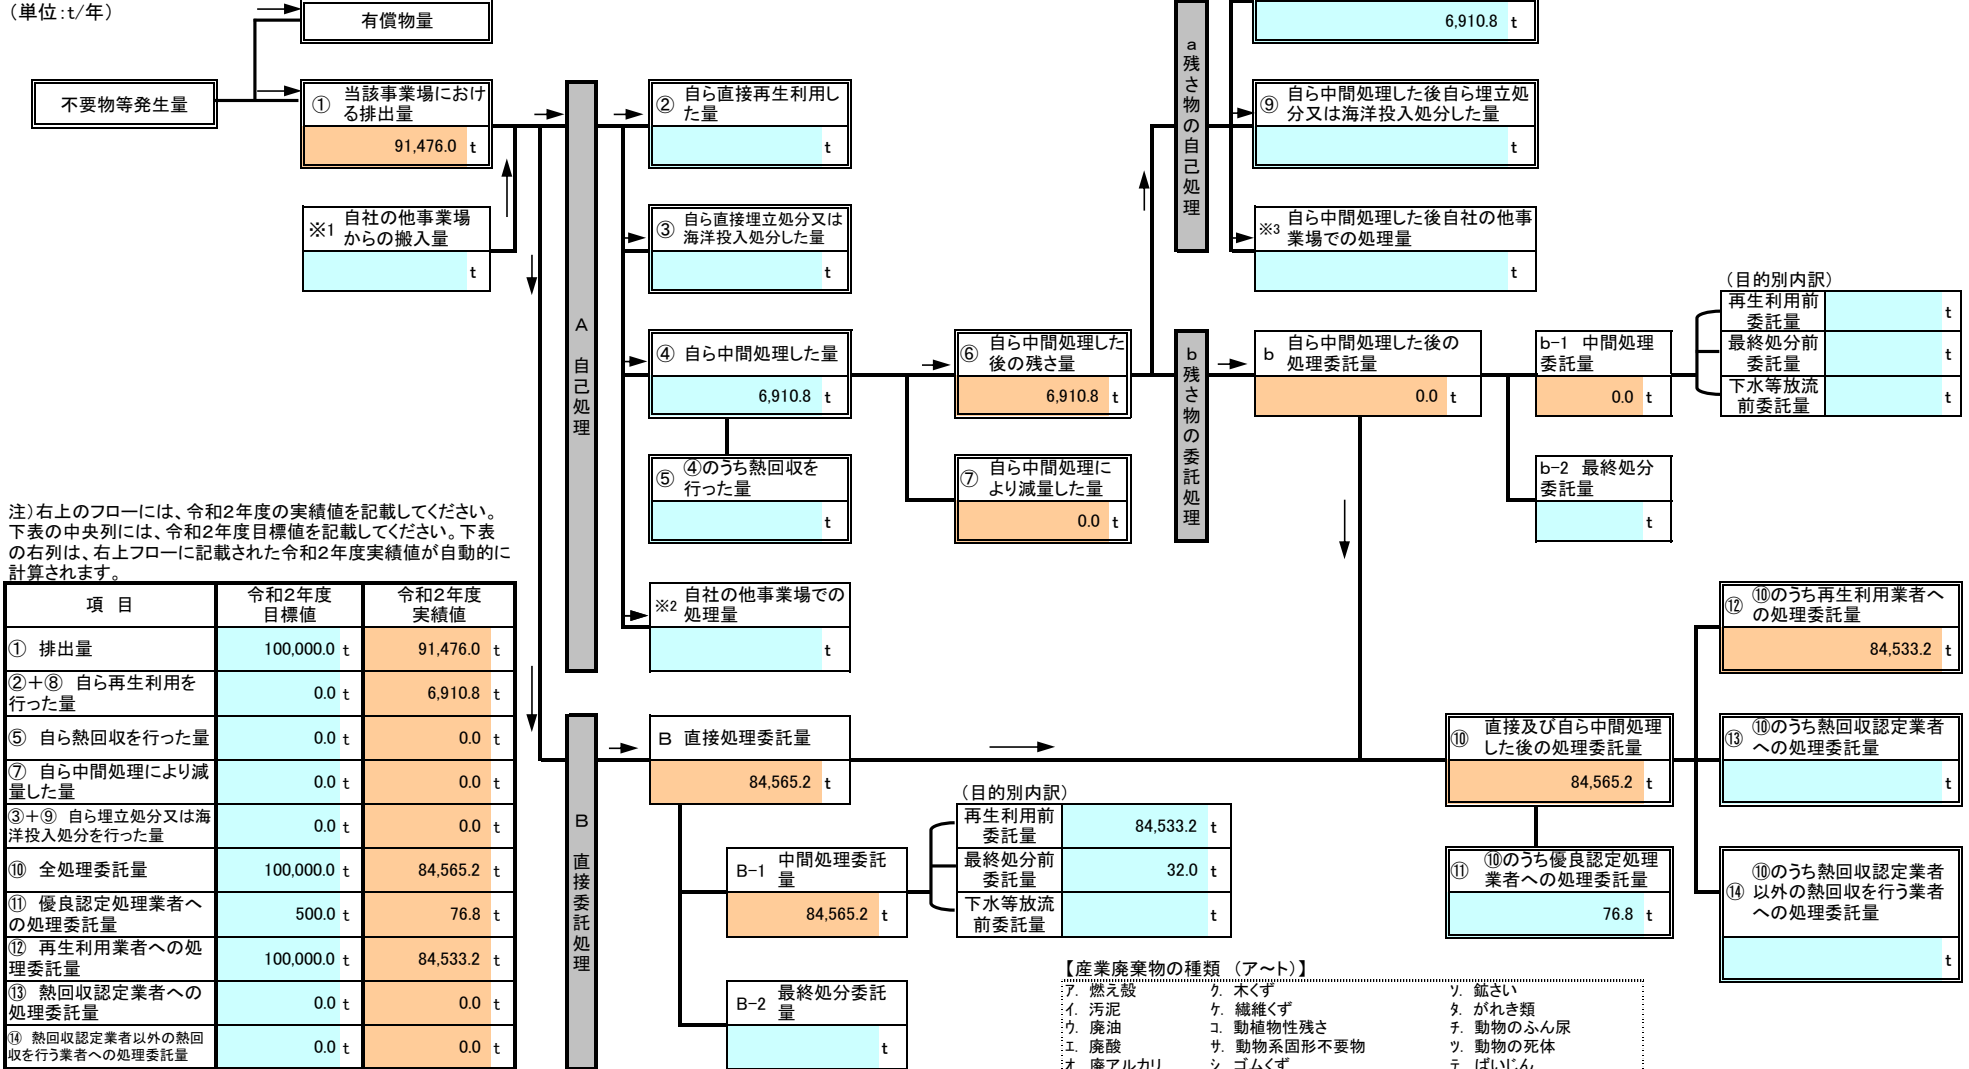 (単位:t/年)
有償物量
不要物等発生量
① 当該事業場におけ
る排出量
91,476.0 t
※1 自社の他事業場
からの搬入量
t
A 自己処理
② 自ら直接再生利用し
た量
t
③ 自ら直接埋立処分又は
海洋投入処分した量
t
④ 自ら中間処理した量
6,910.8 t
⑤ ④のうち熱回収を
行った量
t
※2 自社の他事業場での
処理量
t
⑥ 自ら中間処理した
後の残さ量
6,910.8 t
⑦ 自ら中間処理に
より減量した量
0.0 t
a 残さ物の自己処理
6,910.8 t
⑨ 自ら中間処理した後自ら埋立処
分又は海洋投入処分した量
t
※3 自ら中間処理した後自社の他事
業場での処理量
t
b 残さ物の委託処理
b 自ら中間処理した後の
処理委託量
0.0 t
b-1 中間処理
委託量
0.0 t
b-2 最終処分
委託量
t
(目的別内訳)
再生利用前
委託量 t
最終処分前
委託量 t
下水等放流
前委託量 t
注)右上のフローには、令和2年度の実績値を記載してください。
下表の中央列には、令和2年度目標値を記載してください。下表
の右列は、右上フローに記載された令和2年度実績値が自動的に
計算されます。
項 目 令和2年度 目標値 令和2年度 実績値
① 排出量 100,000.0 t 91,476.0 t
②+⑧ 自ら再生利用を
行った量 0.0 t 6,910.8 t
⑤ 自ら熱回収を行った量 0.0 t 0.0 t
⑦ 自ら中間処理により減
量した量 0.0 t 0.0 t
③+⑨ 自ら埋立処分又は海
洋投入処分を行った量 0.0 t 0.0 t
⑩ 全処理委託量 100,000.0 t 84,565.2 t
⑪ 優良認定処理業者へ
の処理委託量 500.0 t 76.8 t
⑫ 再生利用業者への処
理委託量 100,000.0 t 84,533.2 t
⑬ 熱回収認定業者への
処理委託量 0.0 t 0.0 t
⑭ 熱回収認定業者以外の熱回
収を行う業者への処理委託量 0.0 t 0.0 t
B 直接委託処理
B 直接処理委託量
84,565.2 t
B-1 中間処理委託
量
84,565.2 t
B-2 最終処分委託
量
t
(目的別内訳)
再生利用前
委託量 84,533.2 t
最終処分前
委託量 32.0 t
下水等放流
前委託量 t
⑩ 直接及び自ら中間処理
した後の処理委託量
84,565.2 t
⑪ ⑩のうち優良認定処理
業者への処理委託量
76.8 t
⑫ ⑩のうち再生利用業者へ
の処理委託量
84,533.2 t
⑬ ⑩のうち熱回収認定業者
への処理委託量
t
⑭ ⑩のうち熱回収認定業者
以外の熱回収を行う業者
への処理委託量
t
【産業廃棄物の種類 (ア~ト)】
ア. 燃え殻 ク. 木くず ソ. 鉱さい
イ. 汚泥 ケ. 繊維くず タ. がれき類
ウ. 廃油 コ. 動植物性残さ チ. 動物のふん尿
エ. 廃酸 サ. 動物系固形不要物 ツ. 動物の死体
オ. 廃アルカリ シ. ゴムくず テ. ばいじん